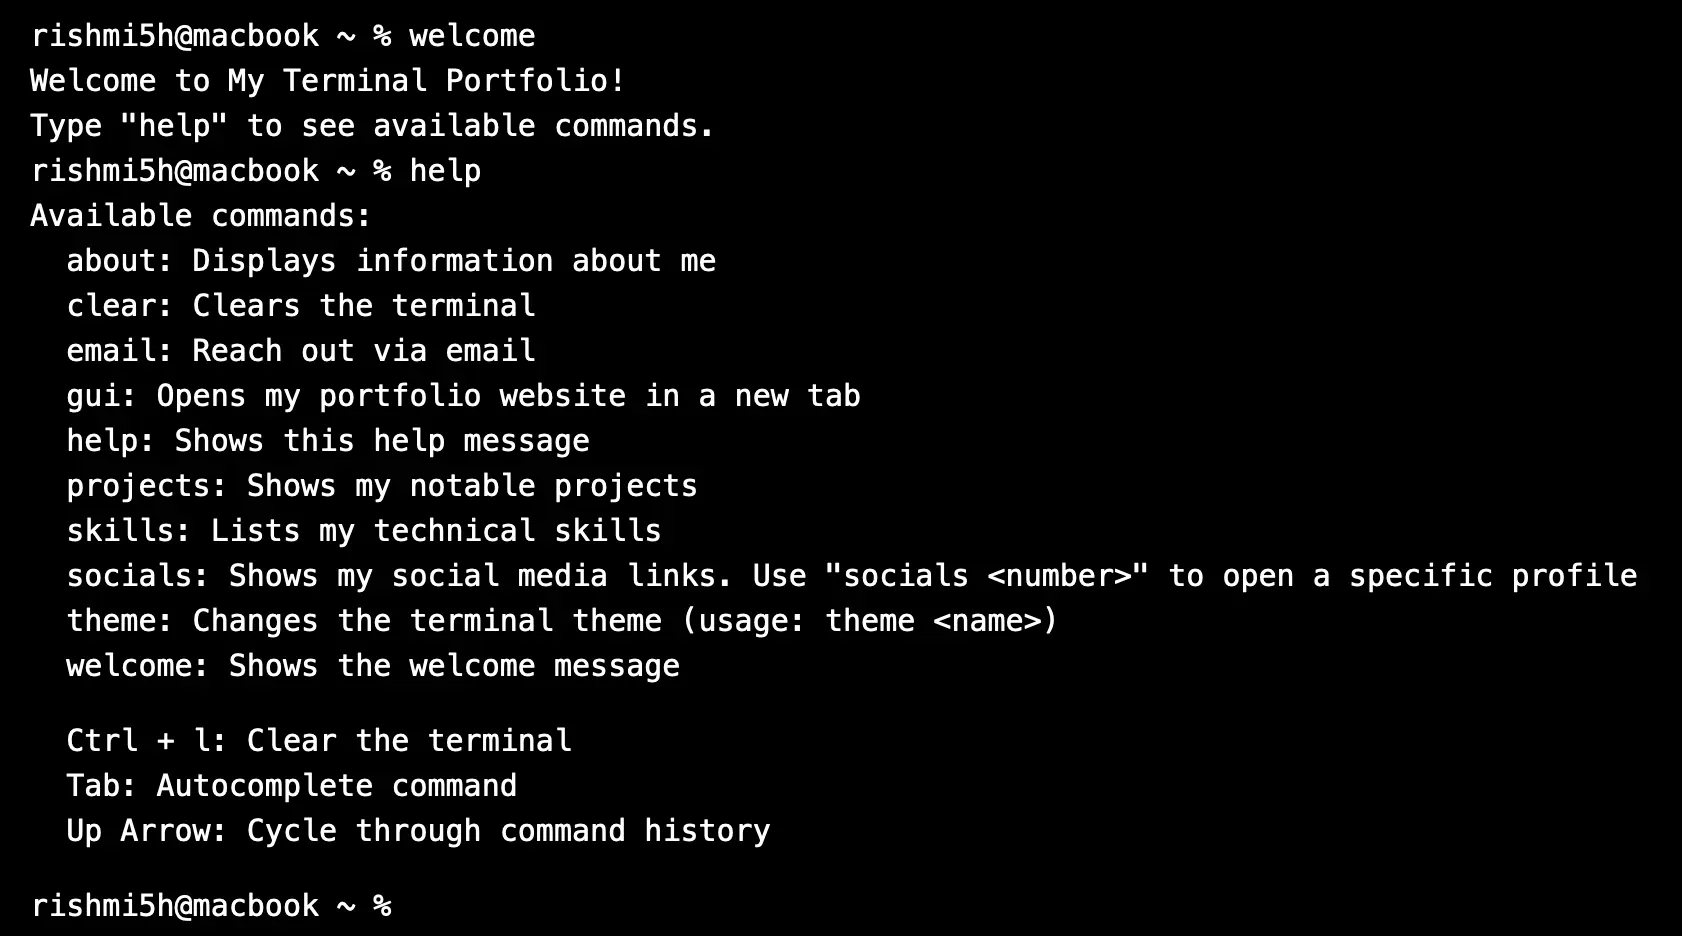 rishmi5h@macbook ~ % welcome
Welcome to My Terminal Portfolio!
Type "help" to see available commands.
rishmi5h@macbook ~ % help
Available commands:
  about: Displays information about me
  clear: Clears the terminal
  email: Reach out via email
  gui: Opens my portfolio website in a new tab
  help: Shows this help message
  projects: Shows my notable projects
  skills: Lists my technical skills
  socials: Shows my social media links. Use "socials <number>" to open a specific profile
  theme: Changes the terminal theme (usage: theme <name>)
  welcome: Shows the welcome message

  Ctrl + l: Clear the terminal
  Tab: Autocomplete command
  Up Arrow: Cycle through command history

rishmi5h@macbook ~ %